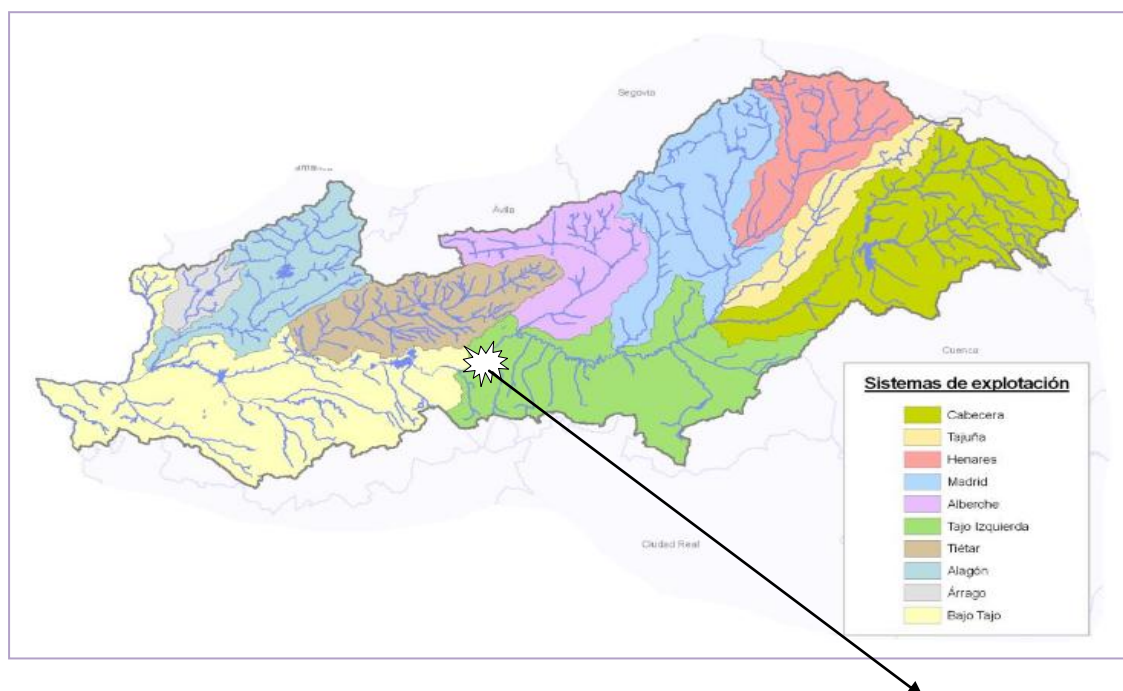 Segovia
Ávila
Cuenca
Ciudad Real
Sistemas de explotación
Cabecera
Tajuña
Henares
Madrid
Alberche
Tajo Izquierda
Tiétar
Alagón
Árrago
Bajo Tajo